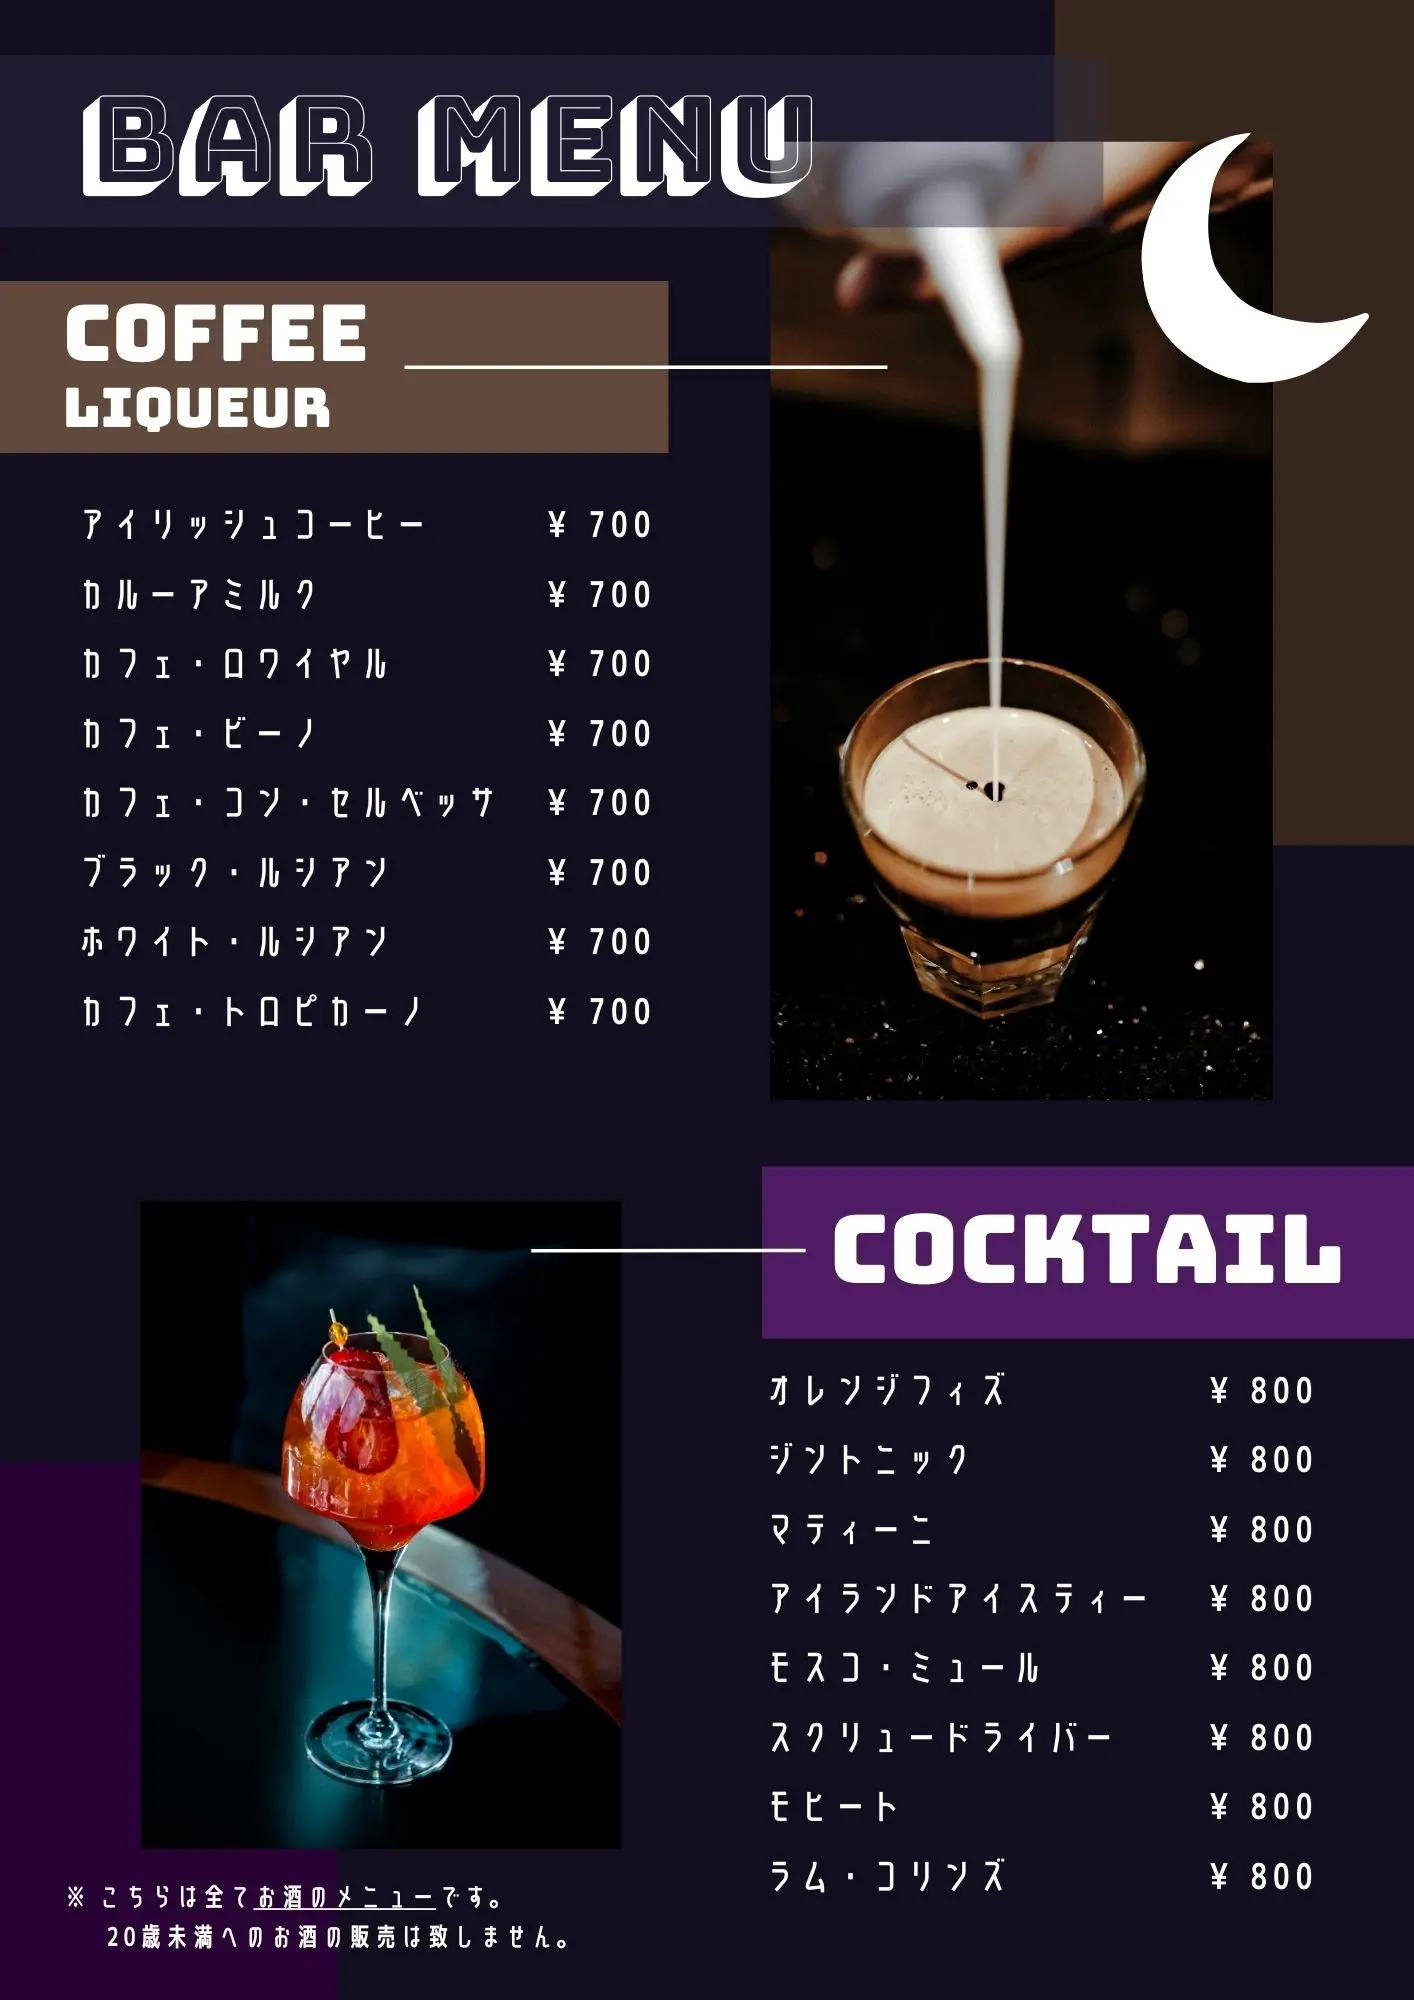 BAR MENU
COFFEE
LIQUEUR
アイリッシュコーヒー ¥ 700
カルーアミルク ¥ 700
カフェ・ロワイヤル ¥ 700
カフェ・ビーノ ¥ 700
カフェ・コン・セルベッサ ¥ 700
ブラック・ルシアン ¥ 700
ホワイト・ルシアン ¥ 700
カフェ・トロピカーノ ¥ 700
COCKTAIL
オレンジフィズ ¥ 800
ジントニック ¥ 800
マティーニ ¥ 800
アイランドアイスティー ¥ 800
モスコ・ミュール ¥ 800
スクリュードライバー ¥ 800
モヒート ¥ 800
ラム・コリンズ ¥ 800
※ こちらは全てお酒のメニューです。
20歳未満へのお酒の販売は致しません。